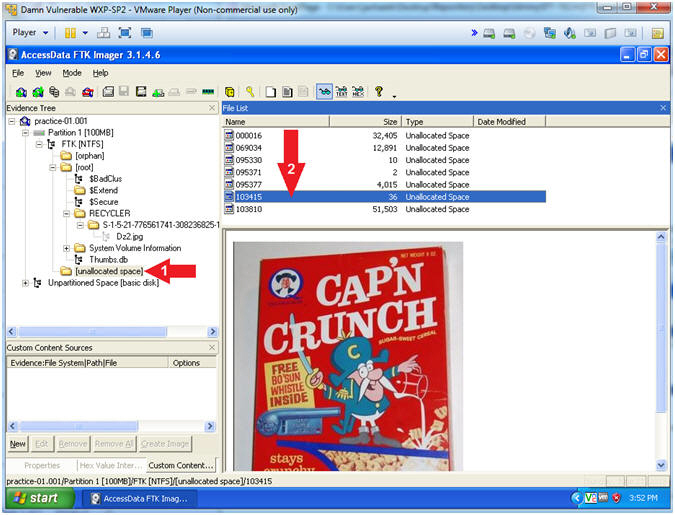 Damn Vulnerable WXP-SP2 - VMware Player (Non-commercial use only)
Player
AccessData FTK Imager 3.1.4.6
File View Mode Help
TEXT HEX
Evidence Tree
practice-01.001
Partition 1 [100MB]
FTK [NTFS]
[orphan]
[root]
$BadClus
$Extend
$Secure
RECYCLER
S-1-5-21-776561741-308236825-1
Dz2.jpg
System Volume Information
Thumbs.db
[unallocated space]
1
Unpartitioned Space [basic disk]
File List
Name Size Type Date Modified
000016 32,405 Unallocated Space
069034 12,891 Unallocated Space
095330 10 Unallocated Space
095371 2 Unallocated Space
095377 4,015 Unallocated Space
103415 36 Unallocated Space
103810 51,503 Unallocated Space
2
NET WEIGHT 8 OZ.
CAP'N
CRUNCH
SUGAR-SWEET CEREAL
C
FREE
BO'SUN
WHISTLE
INSIDE
stays
crunchy
Custom Content Sources
Evidence:File System|Path|File Options
New Edit Remove Remove All Create Image
Properties Hex Value Inter... Custom Content...
practice-01.001/Partition 1 [100MB]/FTK [NTFS]/[unallocated space]/103415
start AccessData FTK Imag... 3:52 PM